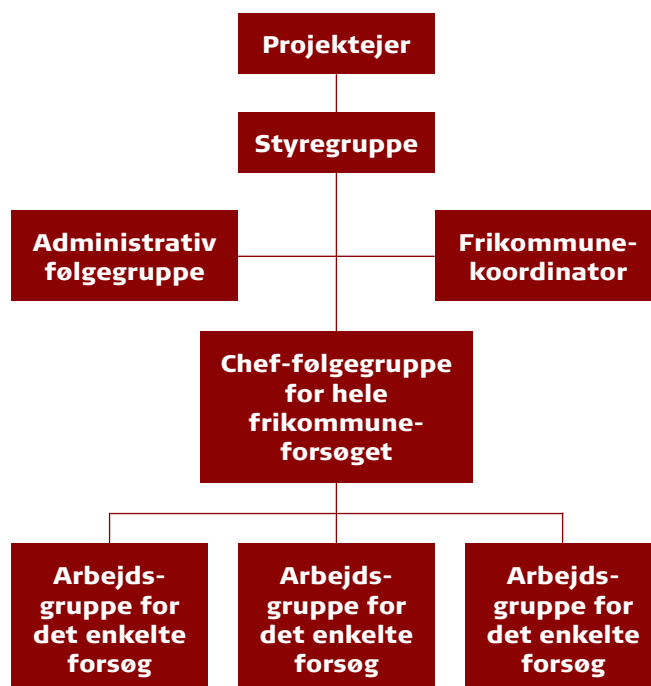 Projektejer
Styregruppe
Administrativ
følgegruppe
Frikommune-
koordinator
Chef-følgegruppe
for hele
frikommune-
forsøget
Arbejds-
gruppe for
det enkelte
forsøg
Arbejds-
gruppe for
det enkelte
forsøg
Arbejds-
gruppe for
det enkelte
forsøg